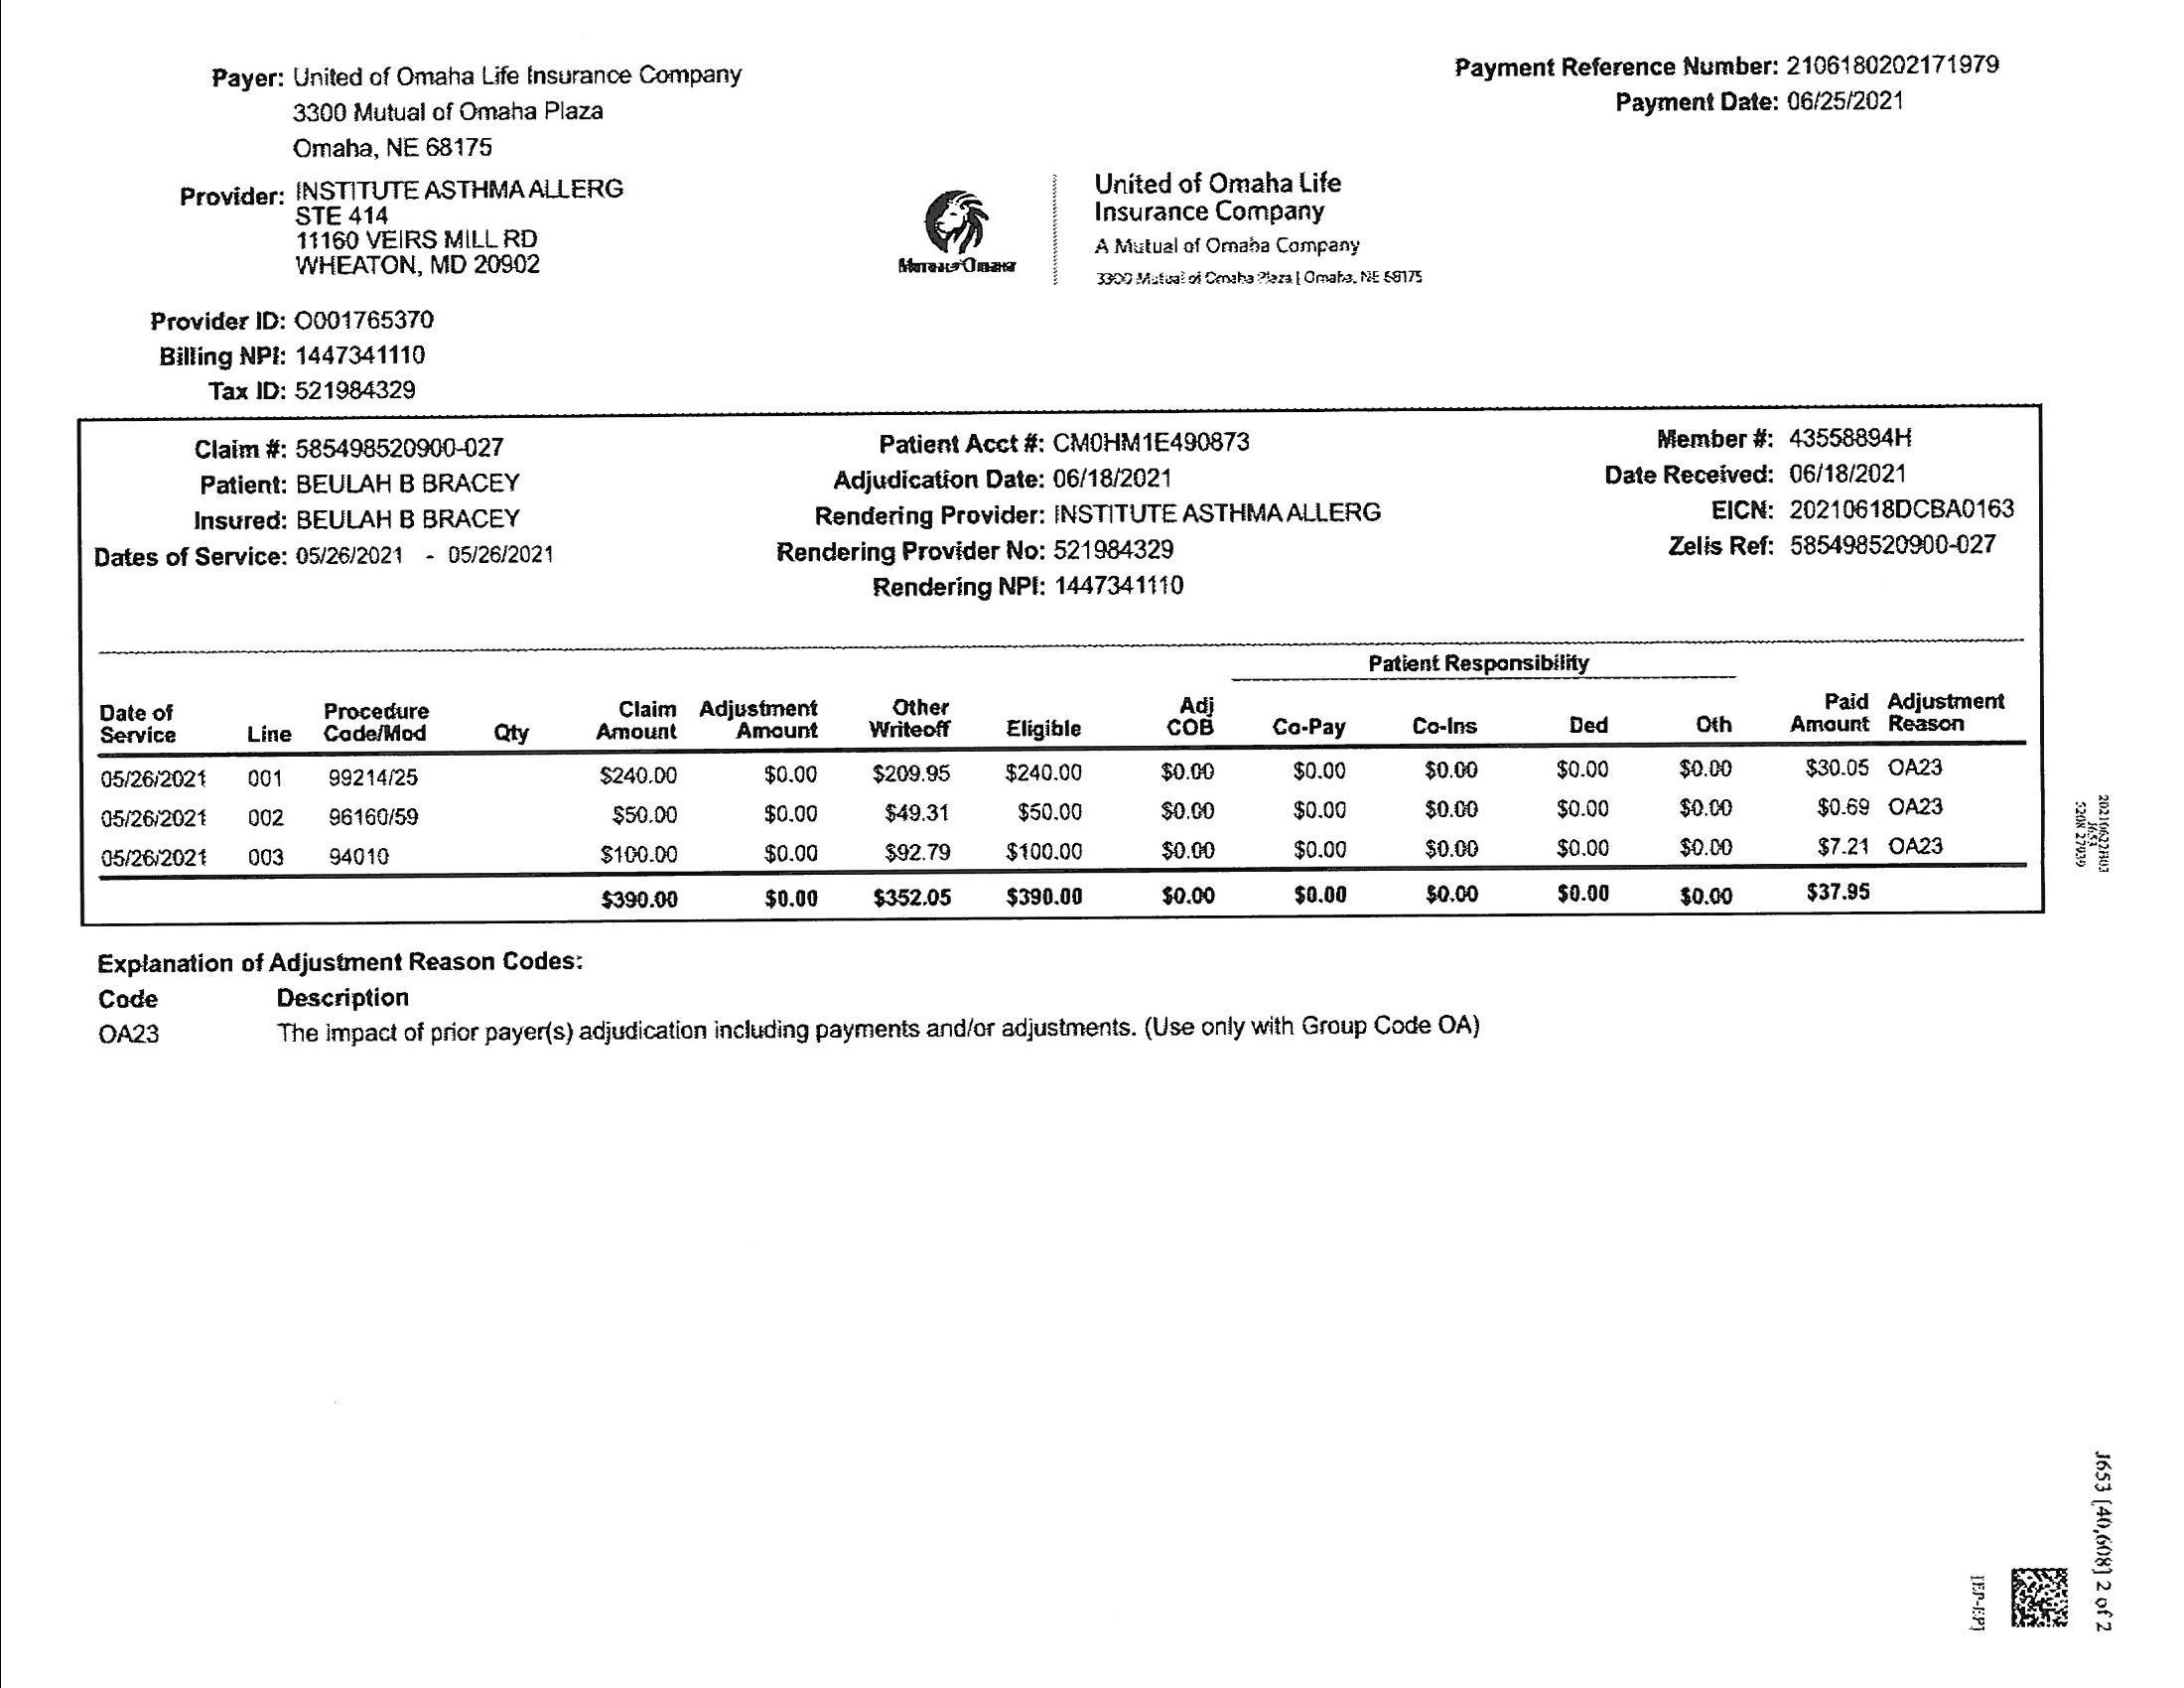 Payer: United of Omaha Life Insurance Company
3300 Mutual of Omaha Plaza
Omaha, NE 68175
Payment Reference Number: 2106180202171979
Payment Date: 06/25/2021
Provider: INSTITUTE ASTHMA ALLERG
STE 414
11160 VEIRS MILL RD
WHEATON, MD 20902
Mutual of Omaha
United of Omaha Life
Insurance Company
A Mutual of Omaha Company
3300 Mutual of Omaha Plaza | Omaha, NE 68175
Provider ID: O001765370
Billing NPI: 1447341110
Tax ID: 521984329
Claim #: 585498520900-027
Patient: BEULAH B BRACEY
Insured: BEULAH B BRACEY
Dates of Service: 05/26/2021 - 05/26/2021
Patient Acct #: CM0HM1E490873
Adjudication Date: 06/18/2021
Rendering Provider: INSTITUTE ASTHMA ALLERG
Rendering Provider No: 521984329
Rendering NPI: 1447341110
Member #: 43558894H
Date Received: 06/18/2021
EICN: 20210618DCBA0163
Zelis Ref: 585498520900-027
Patient Responsibility
Date of Service Line Procedure Code/Mod Qty Claim Amount Adjustment Amount Other Writeoff Eligible Adj COB Co-Pay Co-Ins Ded Oth Paid Amount Adjustment Reason
05/26/2021 001 99214/25 $240.00 $0.00 $209.95 $240.00 $0.00 $0.00 $0.00 $0.00 $0.00 $30.05 OA23
05/26/2021 002 96160/59 $50.00 $0.00 $49.31 $50.00 $0.00 $0.00 $0.00 $0.00 $0.00 $0.69 OA23
05/26/2021 003 94010 $100.00 $0.00 $92.79 $100.00 $0.00 $0.00 $0.00 $0.00 $0.00 $7.21 OA23
$390.00 $0.00 $352.05 $390.00 $0.00 $0.00 $0.00 $0.00 $0.00 $37.95
Explanation of Adjustment Reason Codes:
Code Description
OA23 The impact of prior payer(s) adjudication including payments and/or adjustments. (Use only with Group Code OA)
J653
J653 [40,608] 2 of 2
[EP-EP]